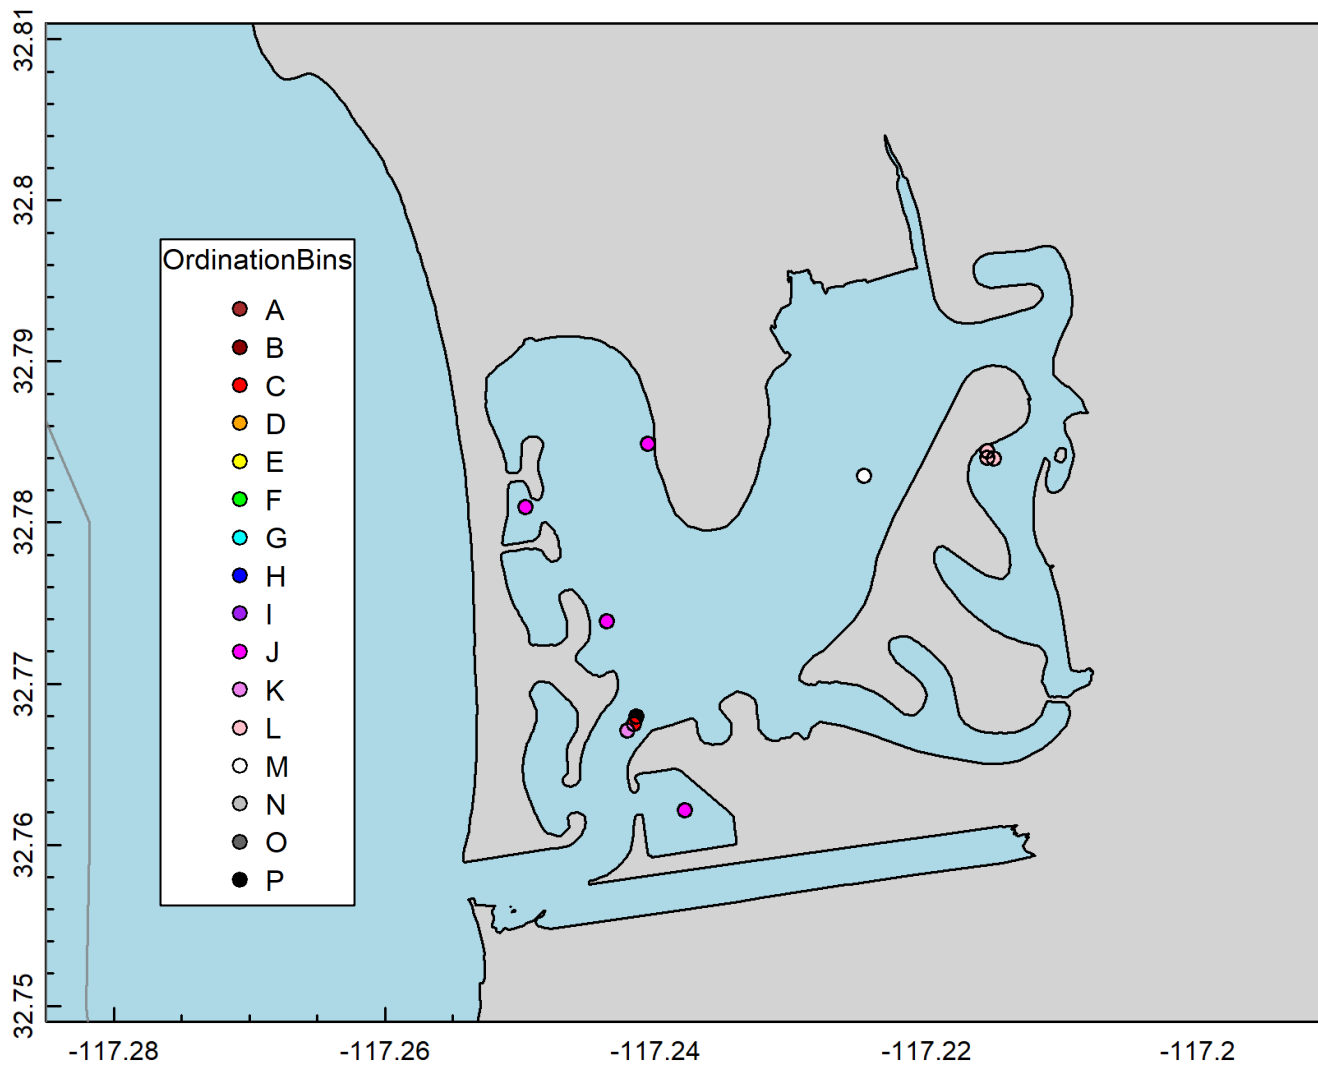 32.81
32.8
32.79
32.78
32.77
32.76
32.75
OrdinationBins
A
B
C
D
E
F
G
H
I
J
K
L
M
N
O
P
-117.28
-117.26
-117.24
-117.22
-117.2